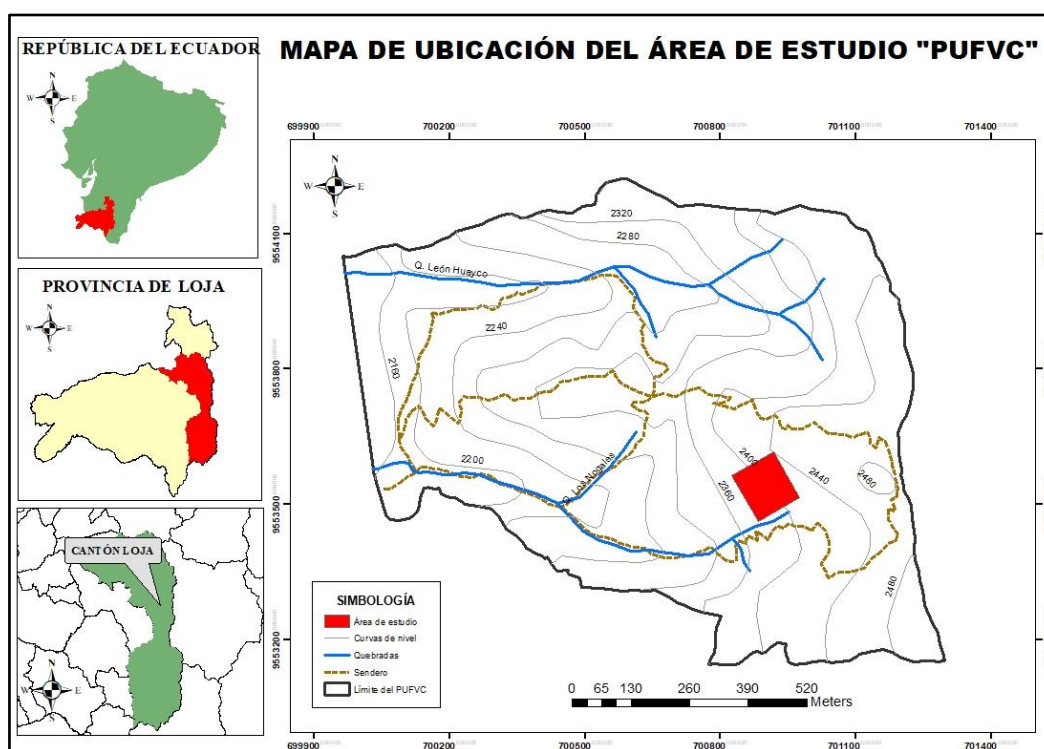 MAPA DE UBICACIÓN DEL ÁREA DE ESTUDIO "PUFVC"
REPÚBLICA DEL ECUADOR
N
W E
S
PROVINCIA DE LOJA
N
W E
S
CANTÓN LOJA
N
W E
S
699900 700200 700500 700800 701100 701400
N
W E
S
9554100
9553800
9553500
9553200
2320
2280
Q. León Huayco
2240
2160
2200
Q. Los Nogales
2400
2360
2440
2480
2480
SIMBOLOGÍA
Área de estudio
Curvas de nivel
Quebradas
Sendero
Límite del PUFVC
0 65 130 260 390 520
Meters
699900 700200 700500 700800 701100 701400